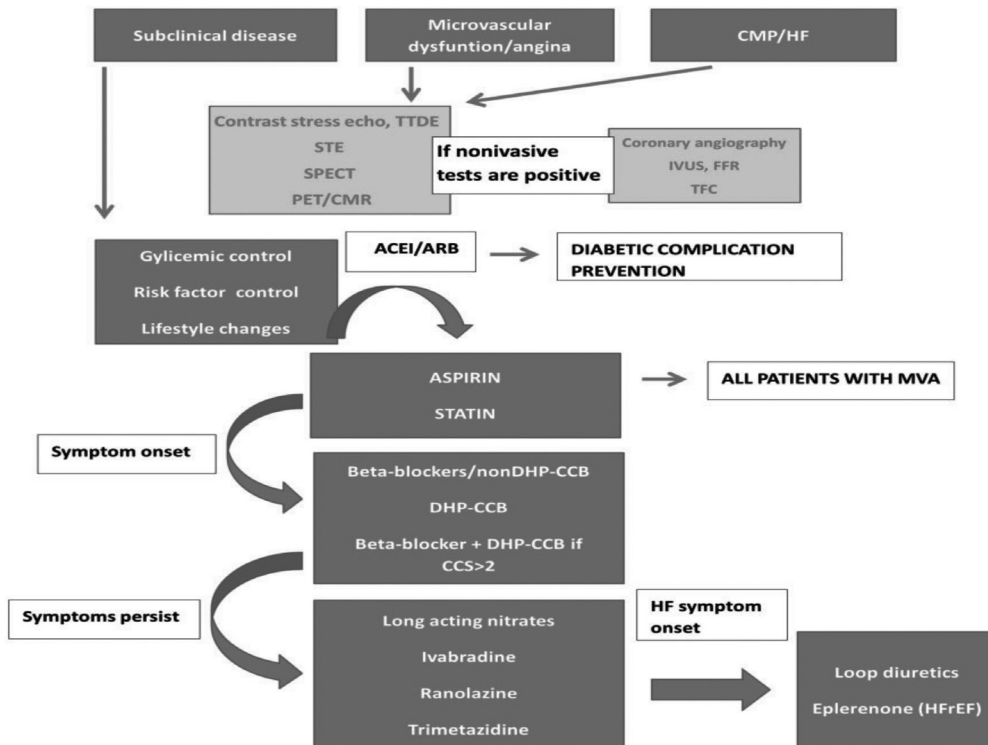 Subclinical disease
Microvascular
dysfuntion/angina
CMP/HF
Contrast stress echo, TTDE
STE
SPECT
PET/CMR
If nonivasive
tests are positive
Coronary angiography
IVUS, FFR
TFC
Gylicemic control
Risk factor control
Lifestyle changes
ACEI/ARB
DIABETIC COMPLICATION
PREVENTION
ASPIRIN
STATIN
ALL PATIENTS WITH MVA
Symptom onset
Beta-blockers/nonDHP-CCB
DHP-CCB
Beta-blocker + DHP-CCB if
CCS>2
Symptoms persist
Long acting nitrates
Ivabradine
Ranolazine
Trimetazidine
HF symptom
onset
Loop diuretics
Eplerenone (HFrEF)